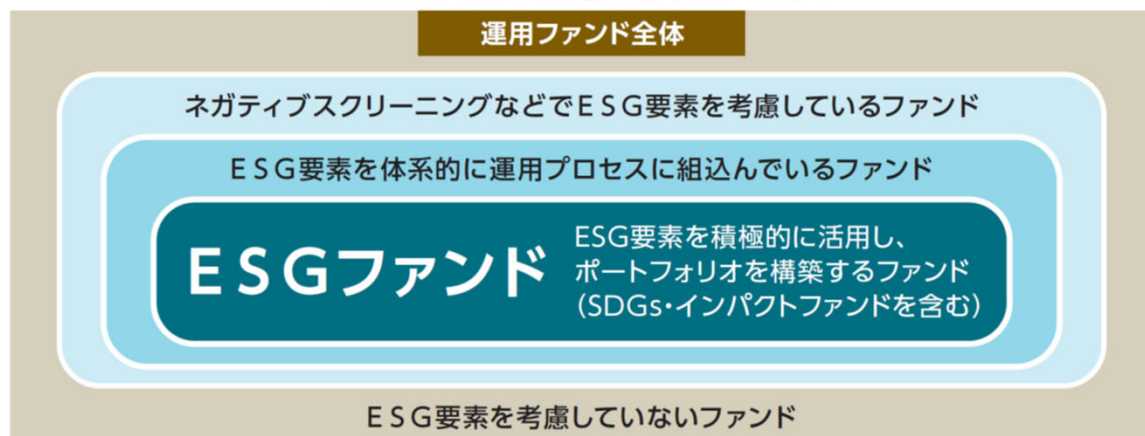 運用ファンド全体
ネガティブスクリーニングなどでESG要素を考慮しているファンド
ESG要素を体系的に運用プロセスに組込んでいるファンド
ESGファンド
ESG要素を積極的に活用し、
ポートフォリオを構築するファンド
(SDGs・インパクトファンドを含む)
ESG要素を考慮していないファンド